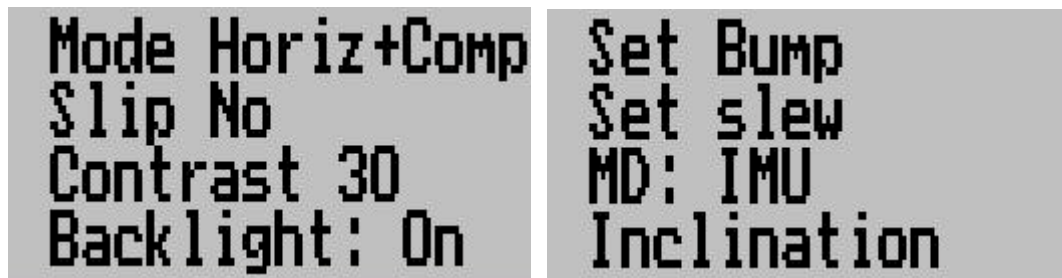 Mode Horiz+Comp
Slip No
Contrast 30
Backlight: On
Set Bump
Set slew
MD: IMU
Inclination